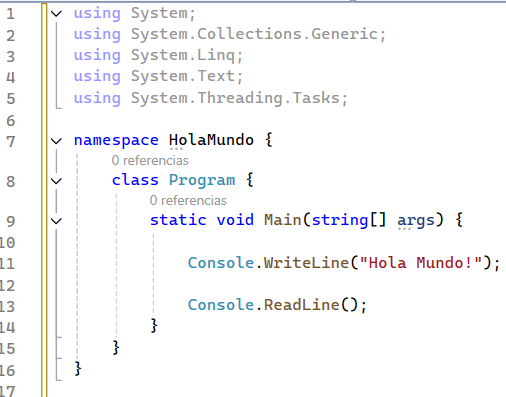 1 using System;
2 using System.Collections.Generic;
3 using System.Linq;
4 using System.Text;
5 using System.Threading.Tasks;
6
7 namespace HolaMundo {
0 referencias
8 class Program {
0 referencias
9 static void Main(string[] args) {
10
11 Console.WriteLine("Hola Mundo!");
12
13 Console.ReadLine();
14 }
15 }
16 }
17